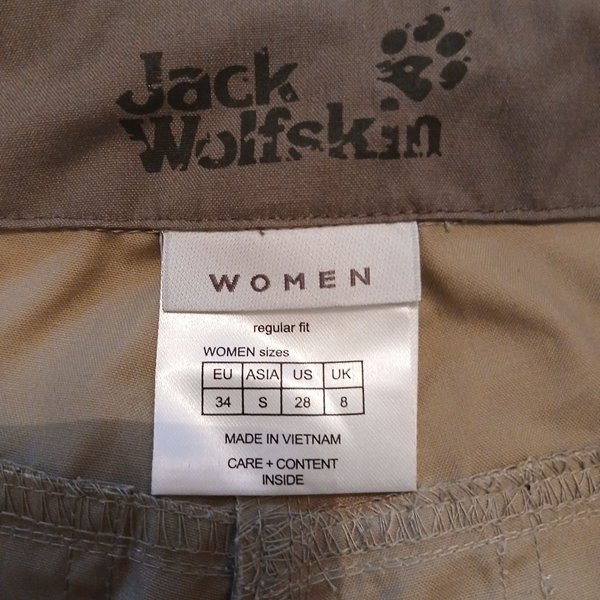 Jack
Wolfskin
WOMEN
regular fit
WOMEN sizes
EU ASIA US UK
34 S 28 8
MADE IN VIETNAM
CARE + CONTENT
INSIDE